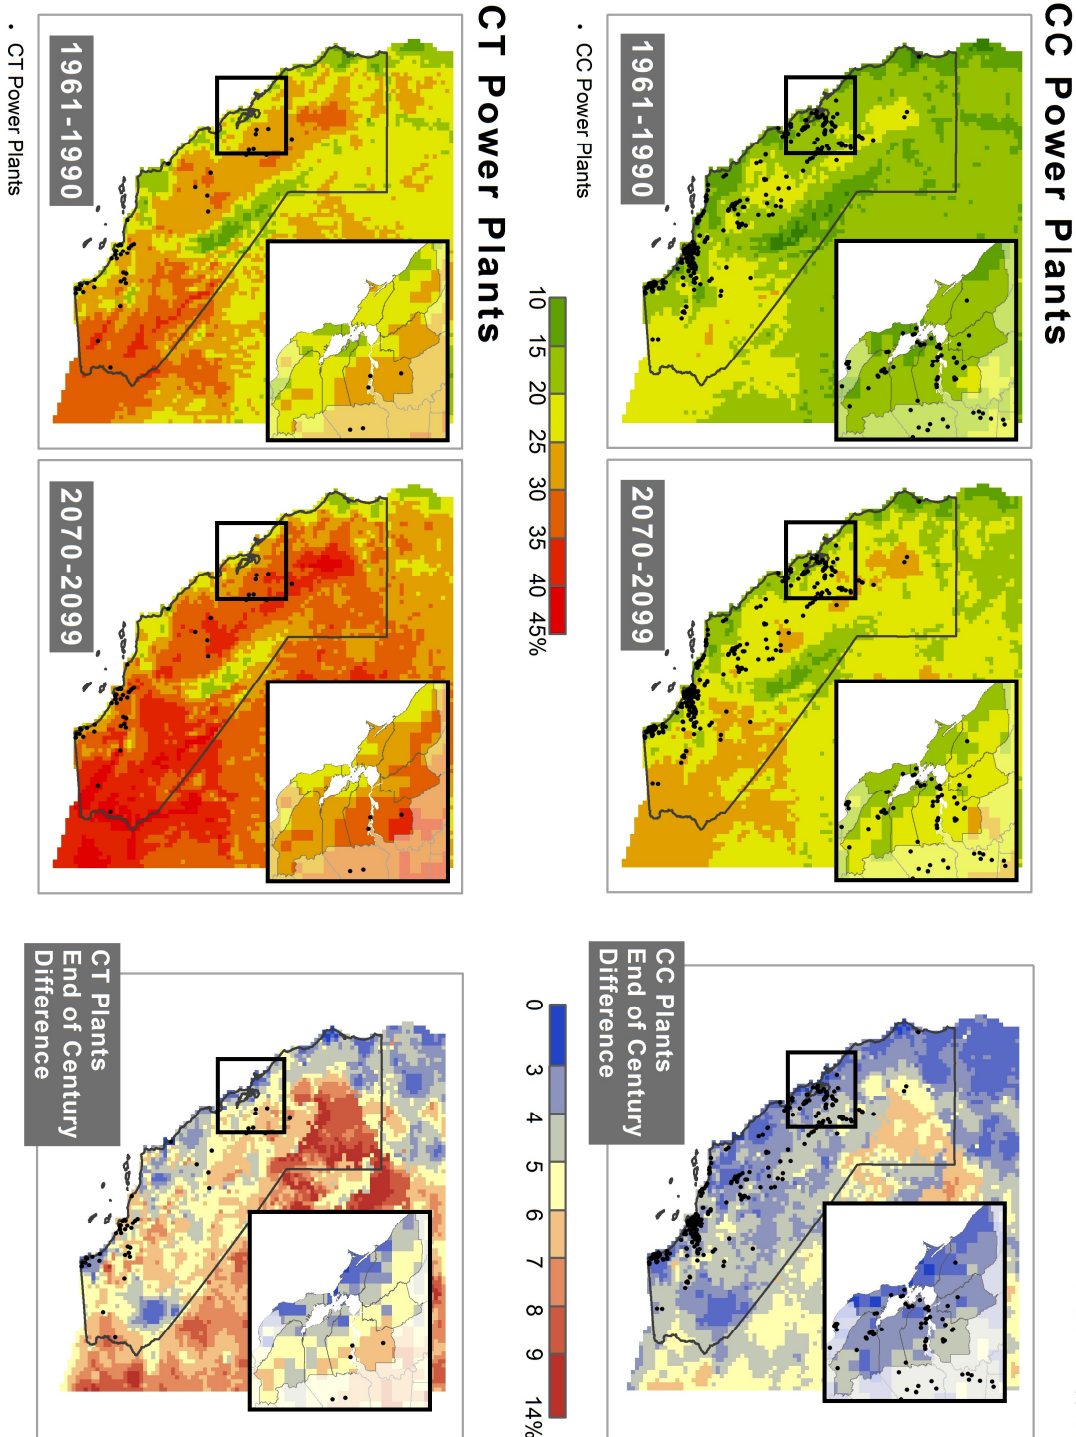 CC Power Plants
1961-1990
• CC Power Plants
2070-2099
CC Plants
End of Century
Difference
10 15 20 25 30 35 40 45%
0 3 4 5 6 7 8 9 14%
CT Power Plants
1961-1990
• CT Power Plants
2070-2099
CT Plants
End of Century
Difference